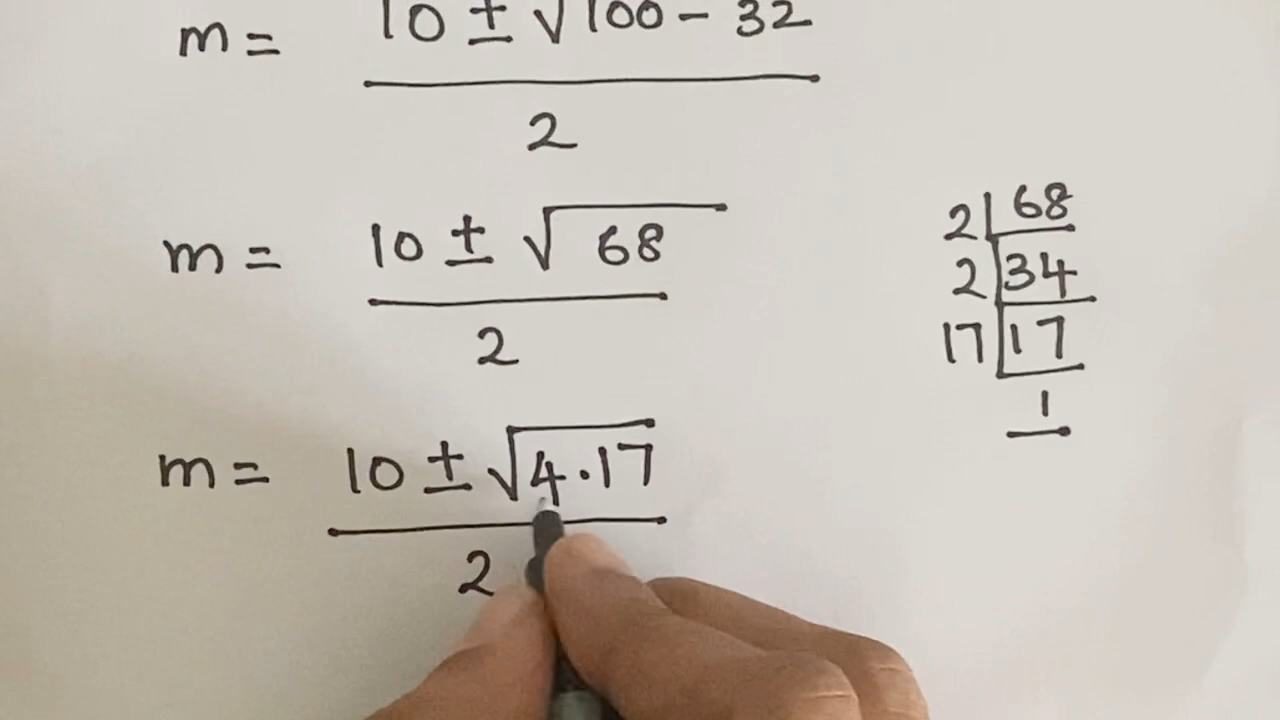 m = 10 ± √100 - 32
2
m = 10 ± √68
2
m = 10 ± √4·17
2
2 | 68
2 | 34
17 | 17
1